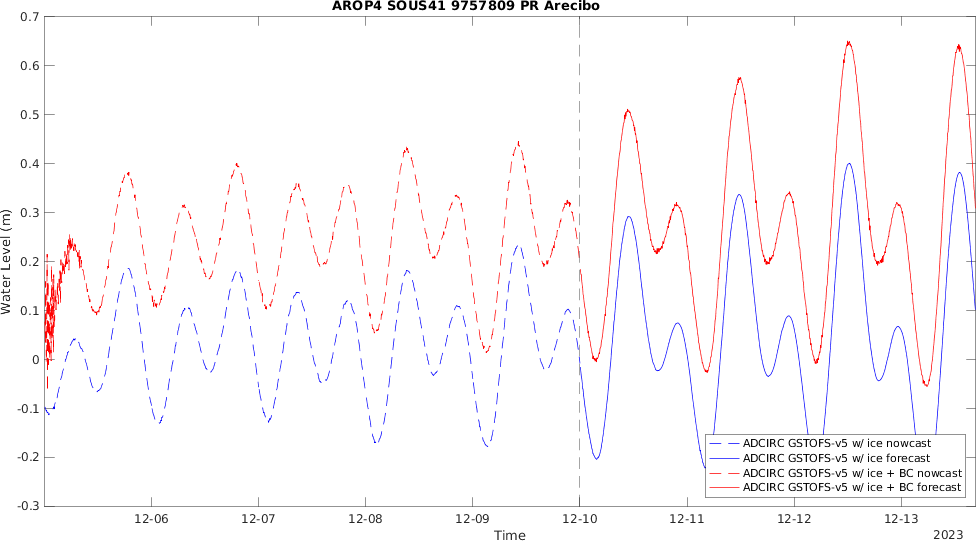 AROP4 SOUS41 9757809 PR Arecibo
0.7
0.6
0.5
0.4
0.3
0.2
0.1
0
-0.1
-0.2
-0.3
Water Level (m)
ADCIRC GSTOFS-v5 w/ ice nowcast
ADCIRC GSTOFS-v5 w/ ice forecast
ADCIRC GSTOFS-v5 w/ ice + BC nowcast
ADCIRC GSTOFS-v5 w/ ice + BC forecast
12-06 12-07 12-08 12-09 12-10 12-11 12-12 12-13
Time
2023